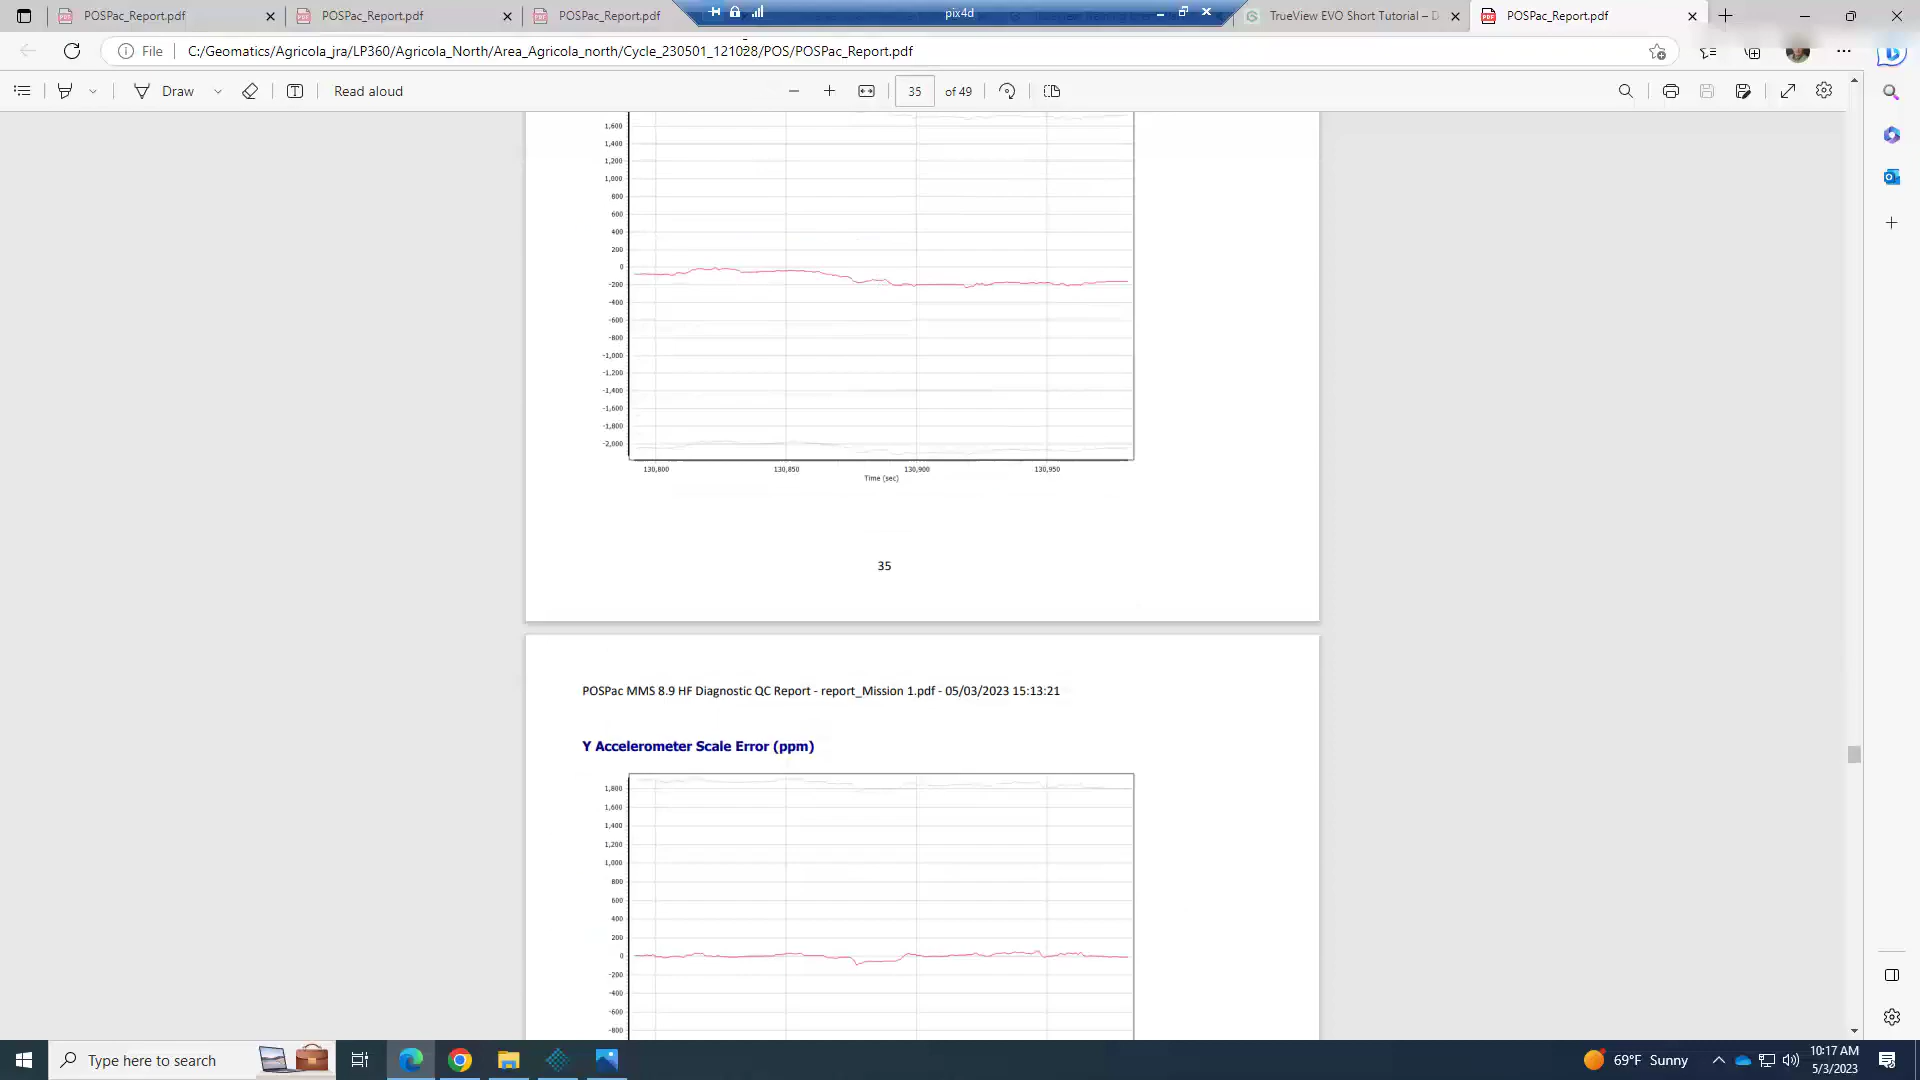 POSPac_Report.pdf
POSPac_Report.pdf
POSPac_Report.pdf
pix4d
TrueView EVO Short Tutorial – D
POSPac_Report.pdf
File
C:/Geomatics/Agricola_jra/LP360/Agricola_North/Area_Agricola_north/Cycle_230501_121028/POS/POSPac_Report.pdf
Draw
Read aloud
35
of 49
1,600
1,400
1,200
1,000
800
600
400
200
0
-200
-400
-600
-800
-1,000
-1,200
-1,400
-1,600
-1,800
-2,000
130,800
130,850
130,900
130,950
Time (sec)
35
POSPac MMS 8.9 HF Diagnostic QC Report - report_Mission 1.pdf - 05/03/2023 15:13:21
Y Accelerometer Scale Error (ppm)
1,800
1,600
1,400
1,200
1,000
800
600
400
200
0
-200
-400
-600
-800
Type here to search
69°F Sunny
10:17 AM
5/3/2023